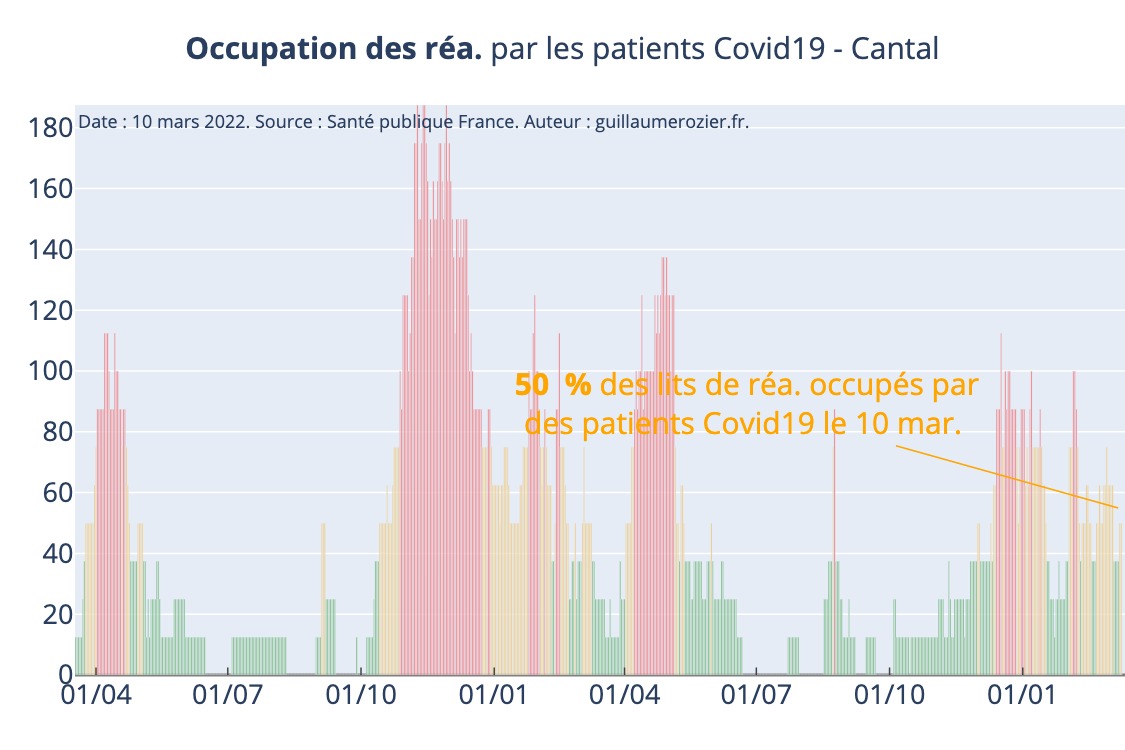 Occupation des réa. par les patients Covid19 - Cantal
Date : 10 mars 2022. Source : Santé publique France. Auteur : guillaumerozier.fr.
180
160
140
120
100
80
60
40
20
0
50 % des lits de réa. occupés par
des patients Covid19 le 10 mar.
01/04 01/07 01/10 01/01 01/04 01/07 01/10 01/01